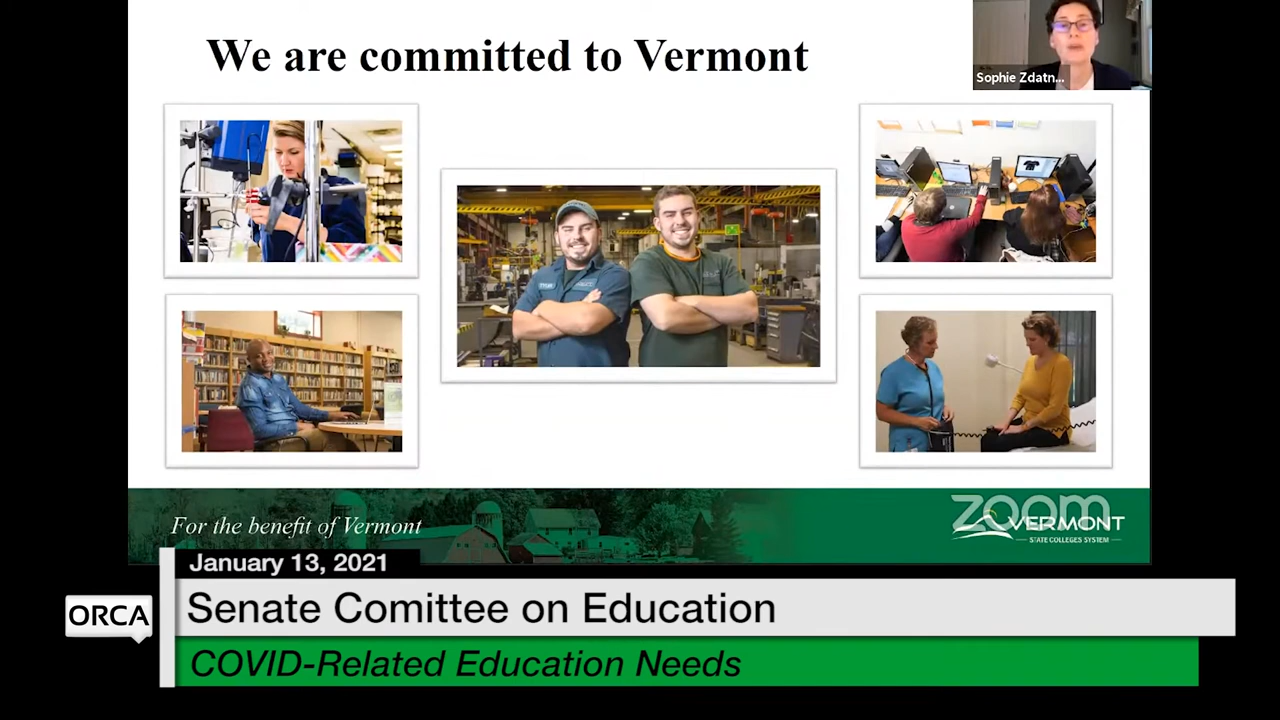 We are committed to Vermont
Sophie Zdatn...
For the benefit of Vermont
zoom
VERMONT
STATE COLLEGES SYSTEM
January 13, 2021
ORCA
Senate Comittee on Education
COVID-Related Education Needs